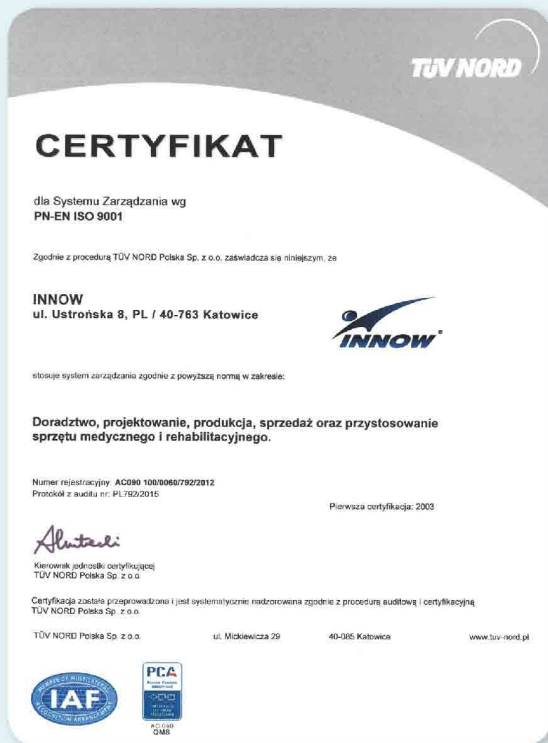 TÜV NORD
CERTYFIKAT
dla Systemu Zarządzania wg
PN-EN ISO 9001
Zgodnie z procedurą TÜV NORD Polska Sp. z o.o. zaświadcza się niniejszym, że
INNOW
ul. Ustrońska 8, PL / 40-763 Katowice
INNOW®
stosuje system zarządzania zgodnie z powyższą normą w zakresie:
Doradztwo, projektowanie, produkcja, sprzedaż oraz przystosowanie
sprzętu medycznego i rehabilitacyjnego.
Numer rejestracyjny AC090 100/0060/792/2012
Protokół z auditu nr: PL792/2015
Pierwsza certyfikacja: 2003
Kierownik jednostki certyfikującej
TÜV NORD Polska Sp. z o.o.
Certyfikacja została przeprowadzona i jest systematycznie nadzorowana zgodnie z procedurą auditową i certyfikacyjną
TÜV NORD Polska Sp. z o.o.
TÜV NORD Polska Sp. z o.o. ul. Mickiewicza 29 40-085 Katowice www.tuv-nord.pl
MEMBER OF MULTILATERAL
IAF
RECOGNITION ARRANGEMENT
PCA
AC 090
QMS